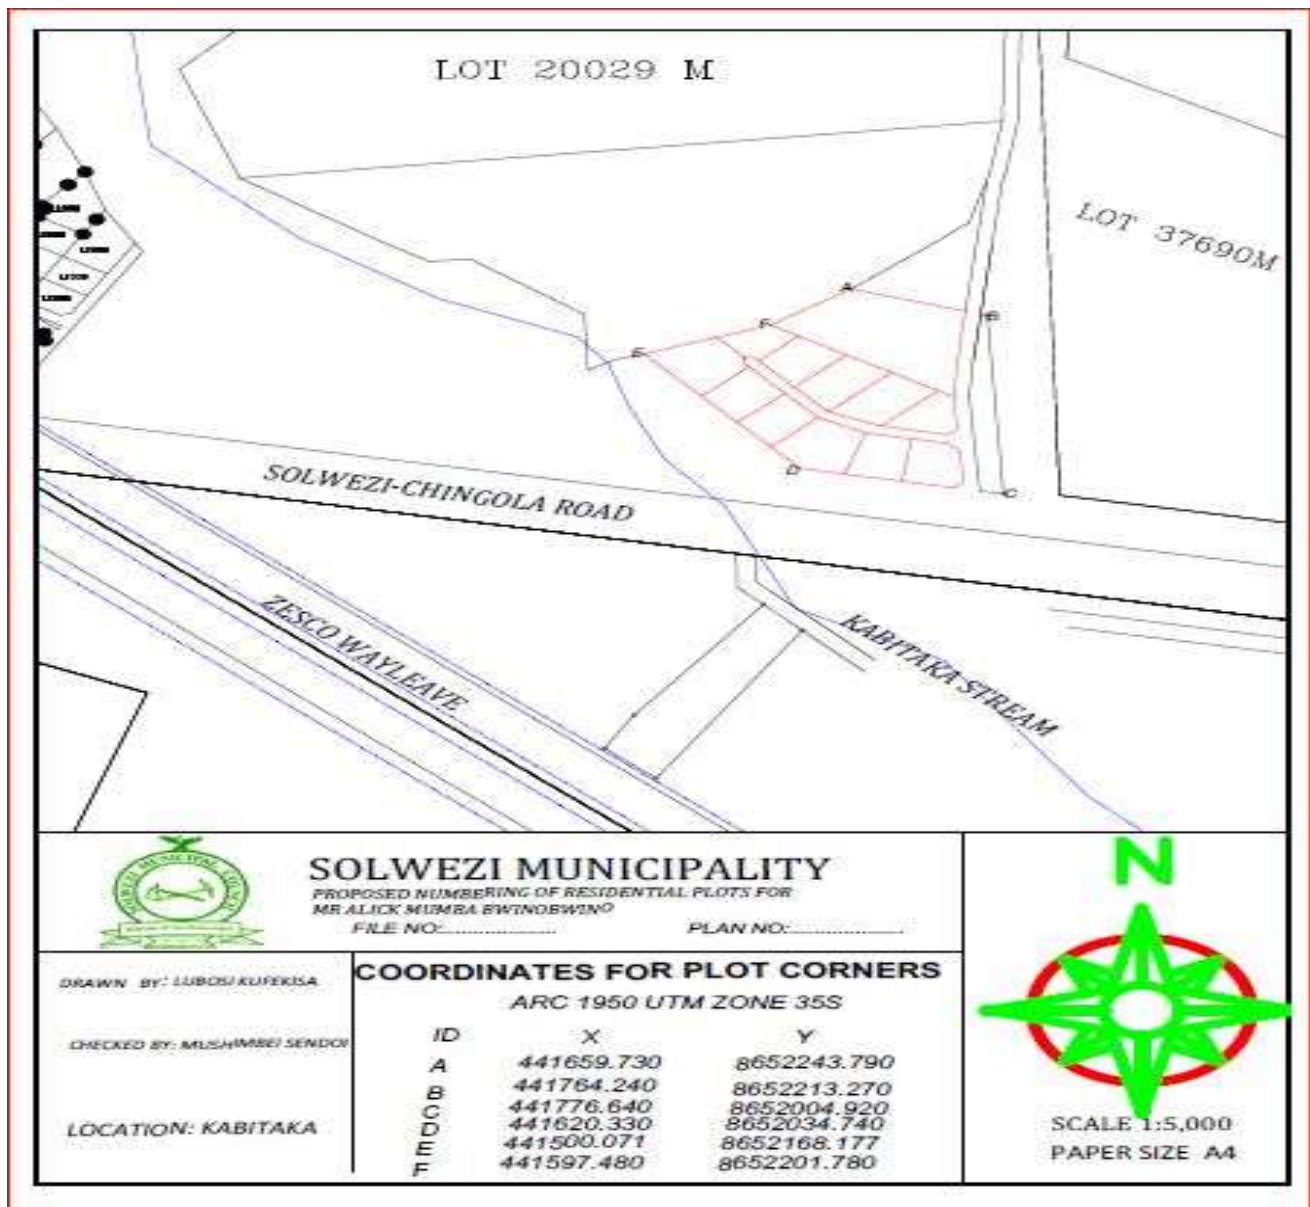 LOT 20029 M
LOT 37690M
A
B
F
E
D
C
SOLWEZI-CHINGOLA ROAD
ZESCO WAYLEAVE
KABITAKA STREAM
SOLWEZI MUNICIPAL COUNCIL
SOLWEZI MUNICIPALITY
PROPOSED NUMBERING OF RESIDENTIAL PLOTS FOR
MR ALICK MUMBA BWINOBWINO
FILE NO:.................... PLAN NO:....................
DRAWN BY: LUBOSI KUFEKISA
CHECKED BY: MUSHIMBEI SENDOI
LOCATION: KABITAKA
COORDINATES FOR PLOT CORNERS
ARC 1950 UTM ZONE 35S
ID X Y
A 441659.730 8652243.790
B 441764.240 8652213.270
C 441776.640 8652004.920
D 441620.330 8652034.740
E 441500.071 8652168.177
F 441597.480 8652201.780
N
SCALE 1:5,000
PAPER SIZE A4